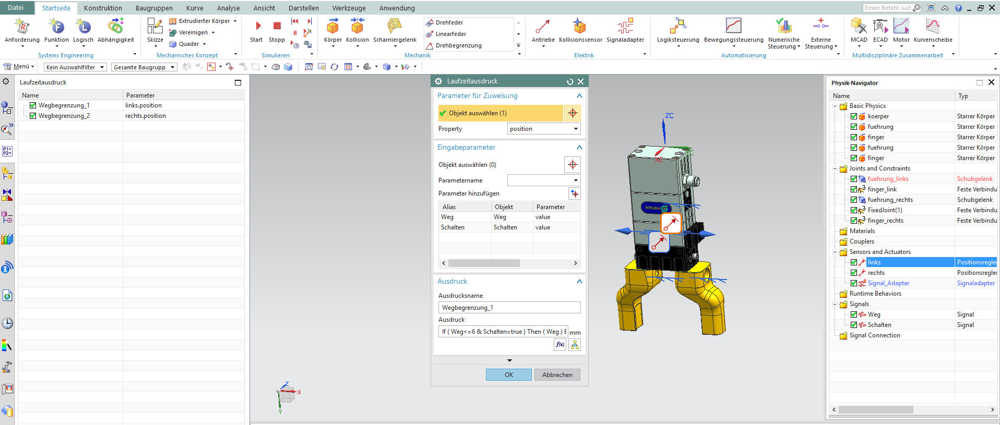 Datei Startseite Konstruktion Baugruppen Kurve Analyse Ansicht Darstellen Werkzeuge Anwendung
Einen Befehl sucl
Anforderung Funktion Logisch Abhängigkeit
Systems Engineering
Skizze
Extrudierter Körper
Vereinigen
Quader
Mechanisches Konzept
Start Stopp
Simulieren
Körper Kollision Scharniergelenk
Drehfeder
Linearfeder
Drehbegrenzung
Mechanik
Antriebe Kollisionssensor Signaladapter
Elektrik
Logiksteuerung Bewegungssteuerung Numerische Steuerung Externe Steuerung
Automatisierung
MCAD ECAD Motor Kurvenscheibe
Multidisziplinäre Zusammenarbeit
Menü Kein Auswahlfilter Gesamte Baugrupp
Laufzeitausdruck
Name Parameter
Wegbegrenzung_1 links.position
Wegbegrenzung_2 rechts.position
P1=
P2=
Laufzeitausdruck
Parameter für Zuweisung
Objekt auswählen (1)
Property position
Eingabeparameter
Objekt auswählen (0)
Parametername
Parameter hinzufügen
Alias Objekt Parameter
Weg Weg value
Schalten Schalten value
Ausdruck
Ausdrucksname
Wegbegrenzung_1
Ausdruck
If ( Weg<=6 & Schalten=true ) Then ( Weg ) E mm
f(x)
OK Abbrechen
ZC
XC
SCHUNK
Z
X
Y
Physik-Navigator
Name Typ
Basic Physics
koerper Starrer Körper
fuehrung Starrer Körper
finger Starrer Körper
fuehrung Starrer Körper
finger Starrer Körper
Joints and Constraints
fuehrung_links Schubgelenk
finger_link Feste Verbindu
fuehrung_rechts Schubgelenk
FixedJoint(1) Feste Verbindu
finger_rechts Feste Verbindu
Materials
Couplers
Sensors and Actuators
links Positionsregler
rechts Positionsregler
Signal_Adapter Signaladapter
Runtime Behaviors
Signals
Weg Signal
Schalten Signal
Signal Connection